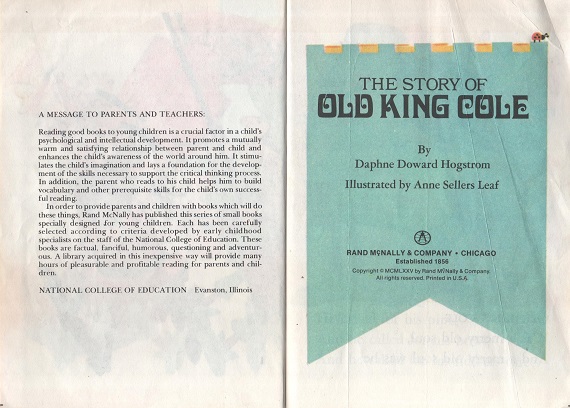 A MESSAGE TO PARENTS AND TEACHERS:
Reading good books to young children is a crucial factor in a child's
psychological and intellectual development. It promotes a mutually
warm and satisfying relationship between parent and child and
enhances the child's awareness of the world around him. It stimu-
lates the child's imagination and lays a foundation for the develop-
ment of the skills necessary to support the critical thinking process.
In addition, the parent who reads to his child helps him to build
vocabulary and other prerequisite skills for the child's own success-
ful reading.
In order to provide parents and children with books which will do
these things, Rand McNally has published this series of small books
specially designed for young children. Each has been carefully
selected according to criteria developed by early childhood
specialists on the staff of the National College of Education. These
books are factual, fanciful, humorous, questioning and adventur-
ous. A library acquired in this inexpensive way will provide many
hours of pleasurable and profitable reading for parents and chil-
dren.
NATIONAL COLLEGE OF EDUCATION Evanston, Illinois
THE STORY OF
OLD KING COLE
By
Daphne Doward Hogstrom
Illustrated by Anne Sellers Leaf
RAND McNALLY & COMPANY • CHICAGO
Established 1856
Copyright © MCMLXXV by Rand McNally & Company.
All rights reserved. Printed in U.S.A.